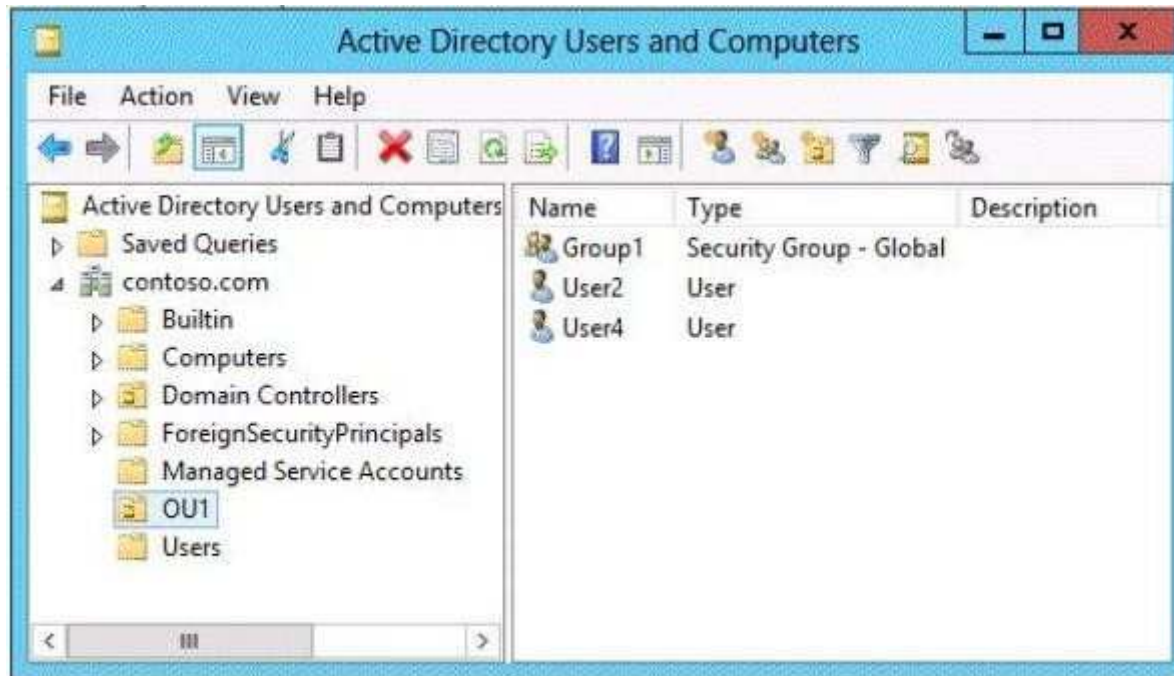 Active Directory Users and Computers
File Action View Help
Active Directory Users and Computers
Saved Queries
contoso.com
Builtin
Computers
Domain Controllers
ForeignSecurityPrincipals
Managed Service Accounts
OU1
Users
Name Type Description
Group1 Security Group - Global
User2 User
User4 User